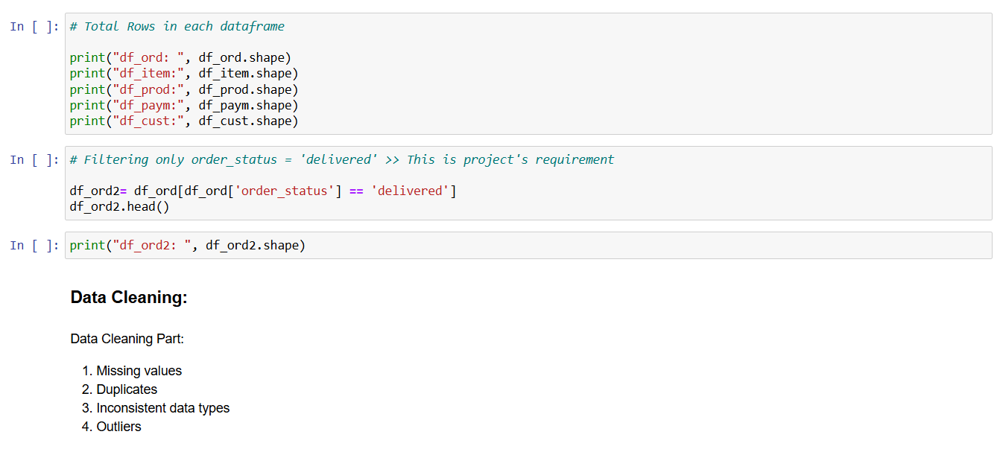 In [ ]: # Total Rows in each dataframe
print("df_ord: ", df_ord.shape)
print("df_item:", df_item.shape)
print("df_prod:", df_prod.shape)
print("df_paym:", df_paym.shape)
print("df_cust:", df_cust.shape)
In [ ]: # Filtering only order_status = 'delivered' >> This is project's requirement
df_ord2= df_ord[df_ord['order_status'] == 'delivered']
df_ord2.head()
In [ ]: print("df_ord2: ", df_ord2.shape)
Data Cleaning:
Data Cleaning Part:
1. Missing values
2. Duplicates
3. Inconsistent data types
4. Outliers